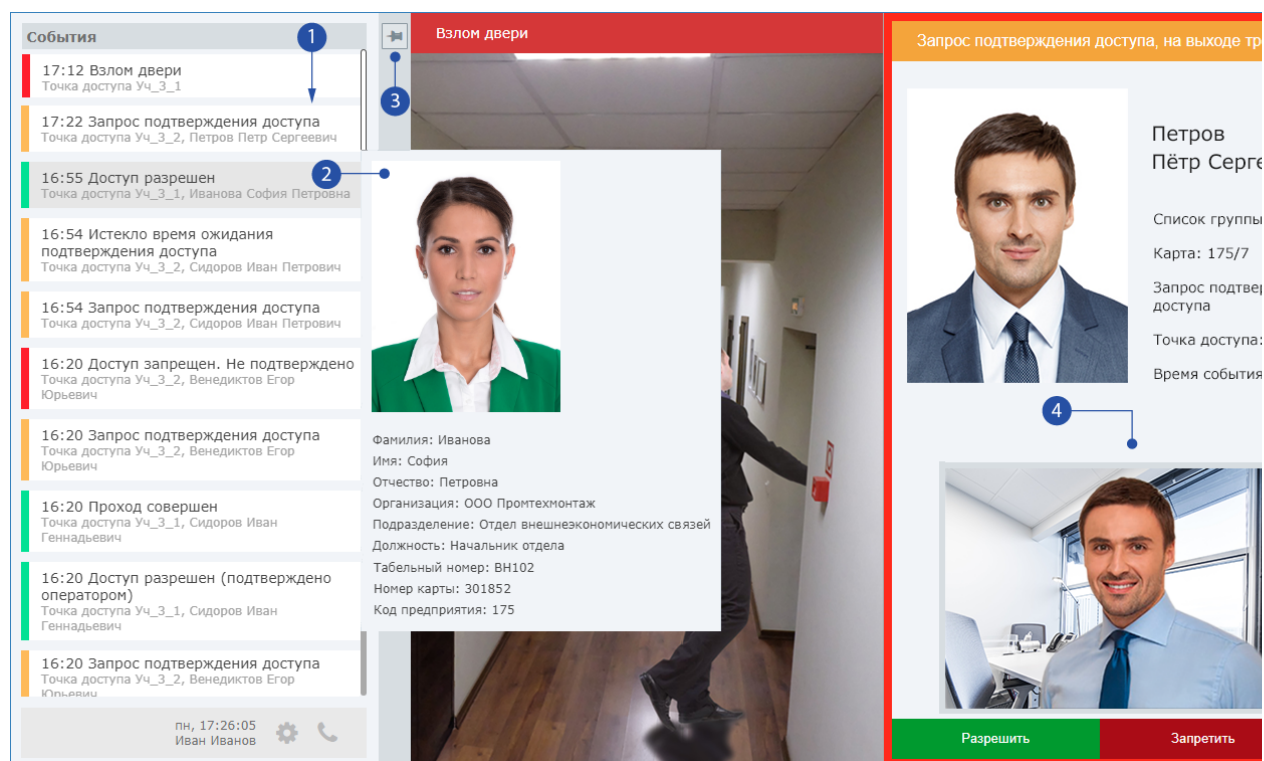 События
1
17:12 Взлом двери
Точка доступа Уч_3_1
17:22 Запрос подтверждения доступа
Точка доступа Уч_3_2, Петров Петр Сергеевич
16:55 Доступ разрешен
Точка доступа Уч_3_1, Иванова София Петровна
16:54 Истекло время ожидания
подтверждения доступа
Точка доступа Уч_3_2, Сидоров Иван Петрович
16:54 Запрос подтверждения доступа
Точка доступа Уч_3_2, Сидоров Иван Петрович
16:20 Доступ запрещен. Не подтверждено
Точка доступа Уч_3_2, Венедиктов Егор
Юрьевич
16:20 Запрос подтверждения доступа
Точка доступа Уч_3_2, Венедиктов Егор
Юрьевич
16:20 Проход совершен
Точка доступа Уч_3_1, Сидоров Иван
Геннадьевич
16:20 Доступ разрешен (подтверждено
оператором)
Точка доступа Уч_3_1, Сидоров Иван
Геннадьевич
16:20 Запрос подтверждения доступа
Точка доступа Уч_3_2, Венедиктов Егор
Юрьевич
пн, 17:26:05
Иван Иванов
3
Взлом двери
2
Фамилия: Иванова
Имя: София
Отчество: Петровна
Организация: ООО Промтехмонтаж
Подразделение: Отдел внешнеэкономических связей
Должность: Начальник отдела
Табельный номер: ВН102
Номер карты: 301852
Код предприятия: 175
Запрос подтверждения доступа, на выходе тр
Петров
Пётр Серге
Список группы
Карта: 175/7
Запрос подтвер
доступа
Точка доступа:
Время события
4
Разрешить
Запретить